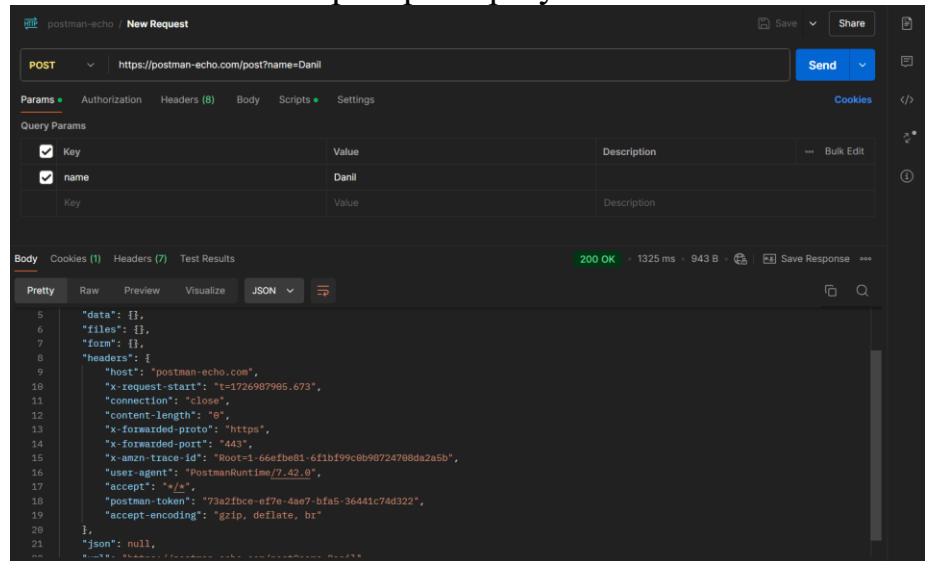 HTTP postman-echo / New Request Save Share
POST https://postman-echo.com/post?name=Danil Send
Params Authorization Headers (8) Body Scripts Settings Cookies
Query Params
Key Value Description Bulk Edit
name Danil
Key Value Description
Body Cookies (1) Headers (7) Test Results 200 OK 1325 ms 943 B Save Response
Pretty Raw Preview Visualize JSON
5 "data": {},
6 "files": {},
7 "form": {},
8 "headers": {
9 "host": "postman-echo.com",
10 "x-request-start": "t=1726987905.673",
11 "connection": "close",
12 "content-length": "0",
13 "x-forwarded-proto": "https",
14 "x-forwarded-port": "443",
15 "x-amzn-trace-id": "Root=1-66efbe81-6f1bf99c0b98724708da2a5b",
16 "user-agent": "PostmanRuntime/7.42.0",
17 "accept": "*/*",
18 "postman-token": "73a2fbce-ef7e-4ae7-bfa5-36441c74d322",
19 "accept-encoding": "gzip, deflate, br"
20 },
21 "json": null,